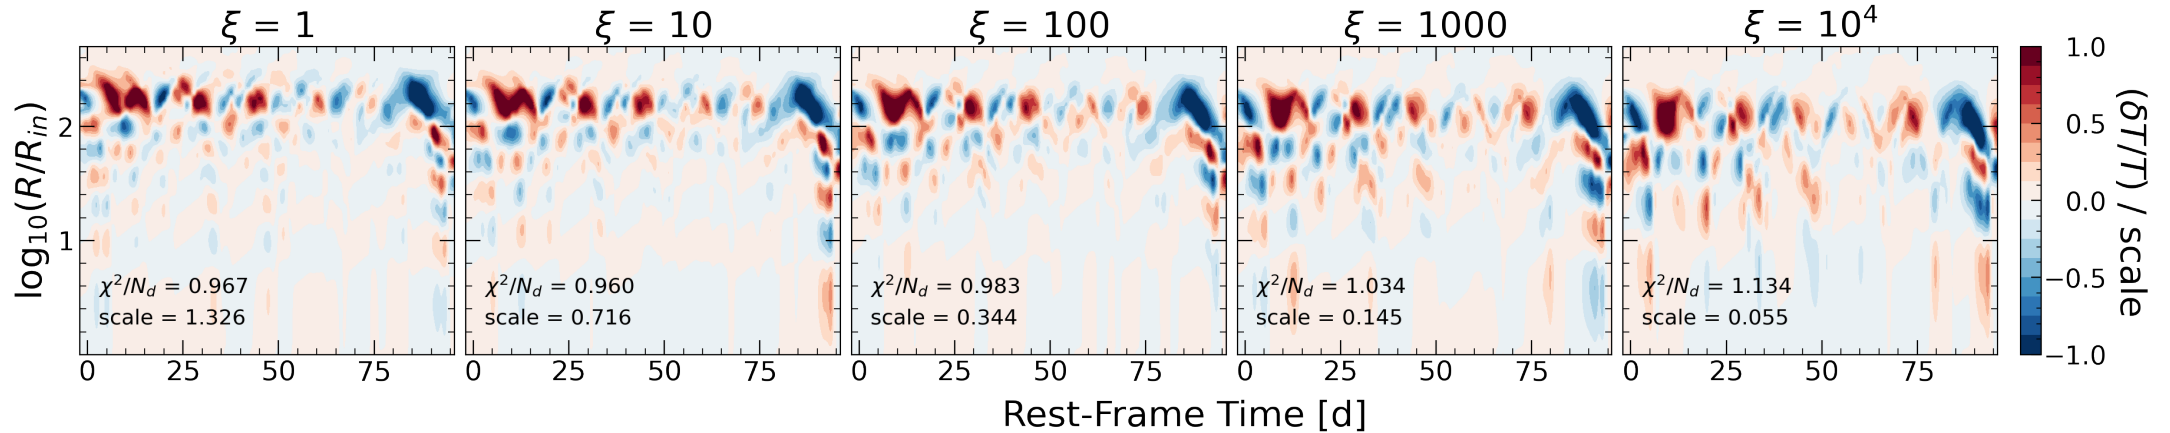 ξ = 1
ξ = 10
ξ = 100
ξ = 1000
ξ = 10⁴
log₁₀(R/R_in)
2
1
χ²/N_d = 0.967
scale = 1.326
χ²/N_d = 0.960
scale = 0.716
χ²/N_d = 0.983
scale = 0.344
χ²/N_d = 1.034
scale = 0.145
χ²/N_d = 1.134
scale = 0.055
0 25 50 75
0 25 50 75
0 25 50 75
0 25 50 75
0 25 50 75
Rest-Frame Time [d]
1.0
0.5
0.0
−0.5
−1.0
(δT/T) / scale